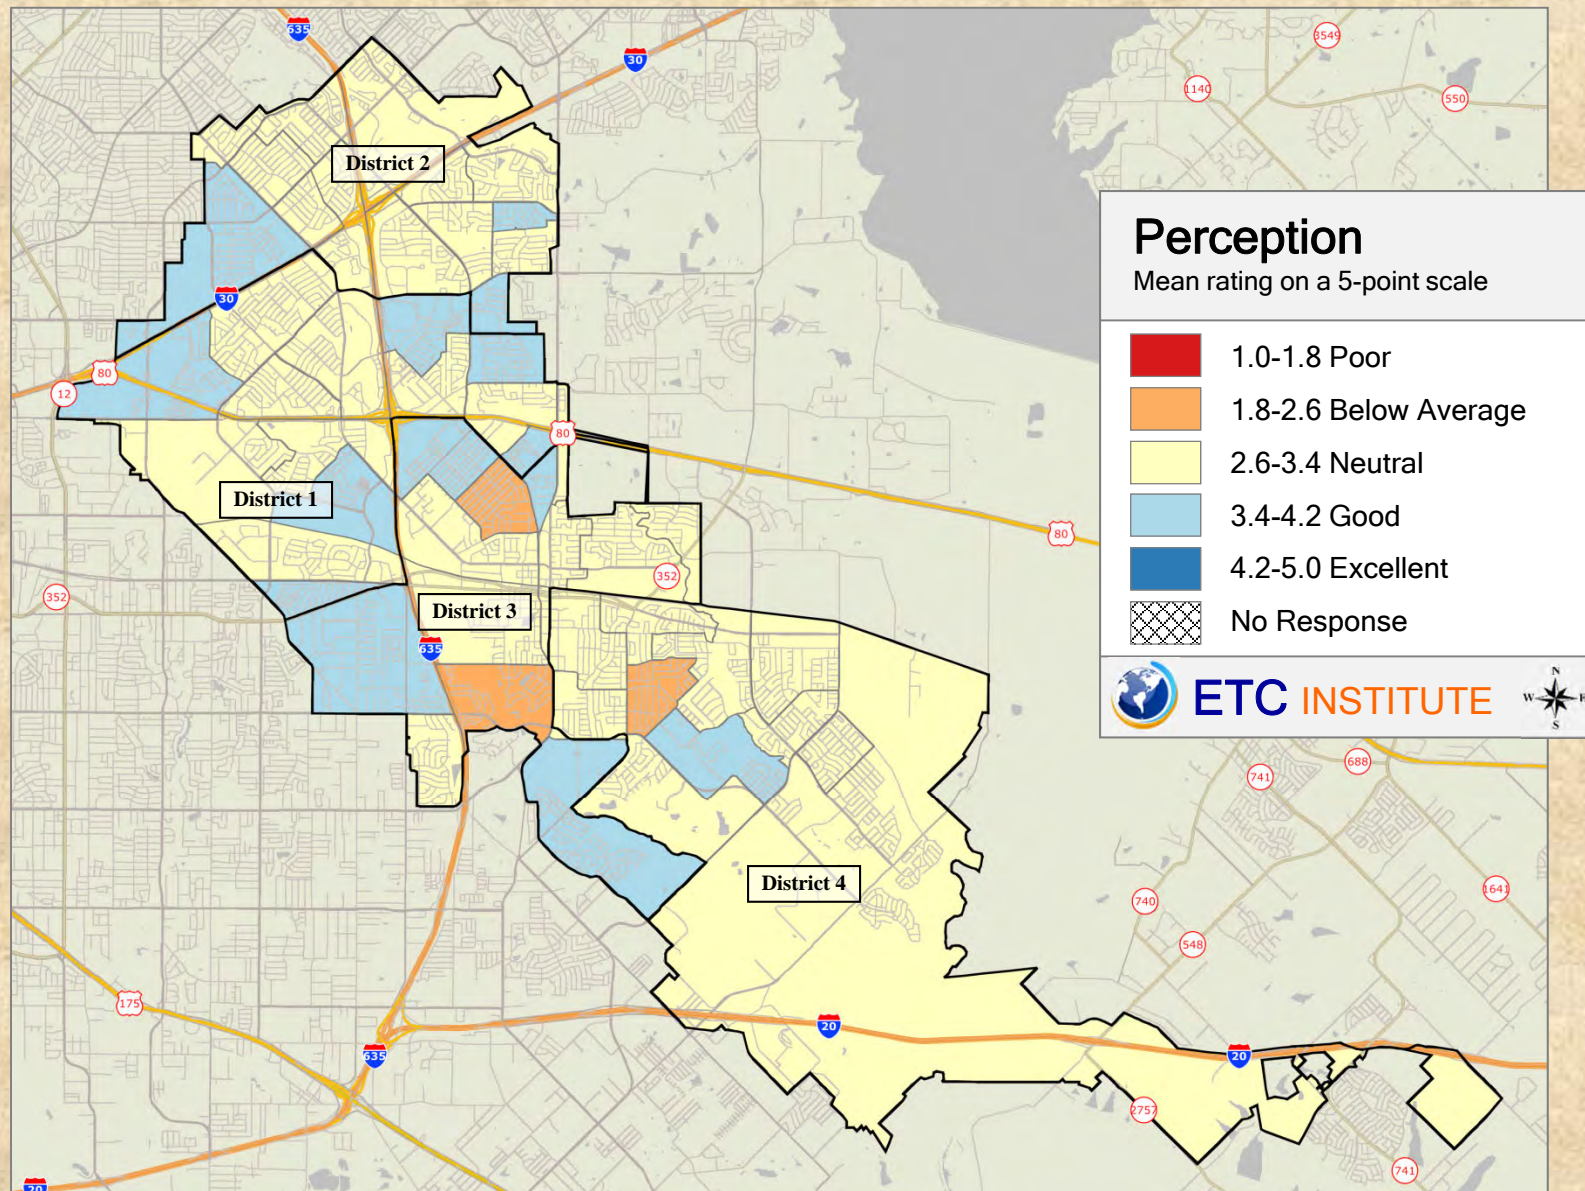 635
30
3549
1140
550
District 2
30
80
12
80
District 1
352
80
352
District 3
635
District 4
175
635
20
20
20
2757
741
741
688
740
548
1641
Perception
Mean rating on a 5-point scale
1.0-1.8 Poor
1.8-2.6 Below Average
2.6-3.4 Neutral
3.4-4.2 Good
4.2-5.0 Excellent
No Response
ETC INSTITUTE
N
W E
S